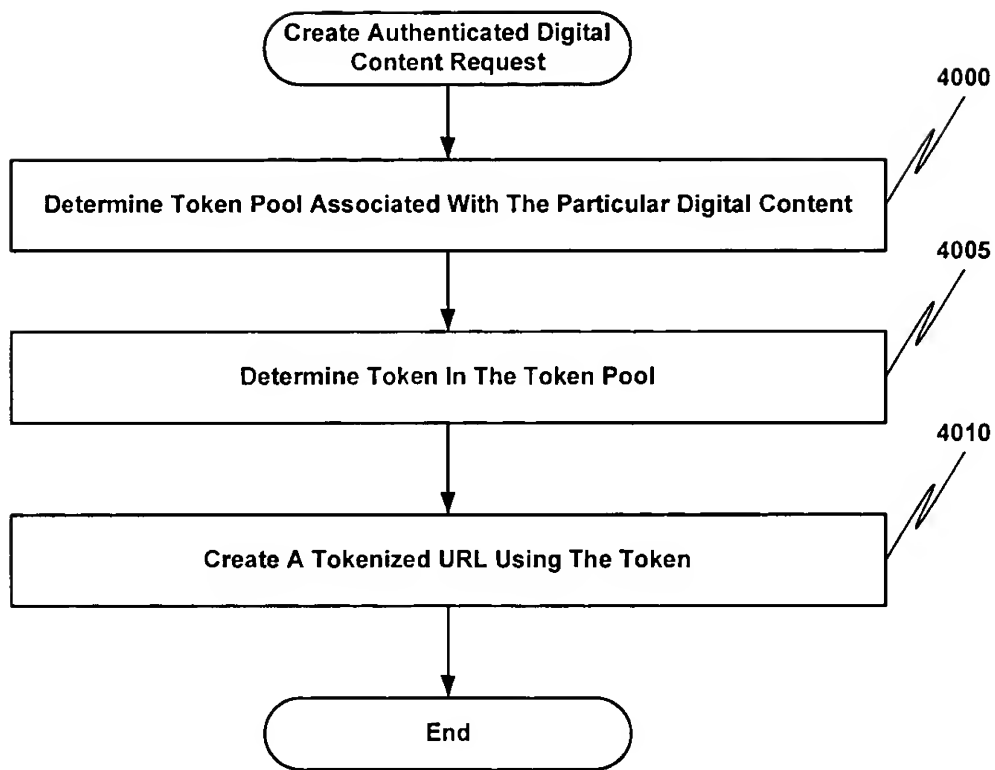 Create Authenticated Digital
Content Request
4000
Determine Token Pool Associated With The Particular Digital Content
4005
Determine Token In The Token Pool
4010
Create A Tokenized URL Using The Token
End